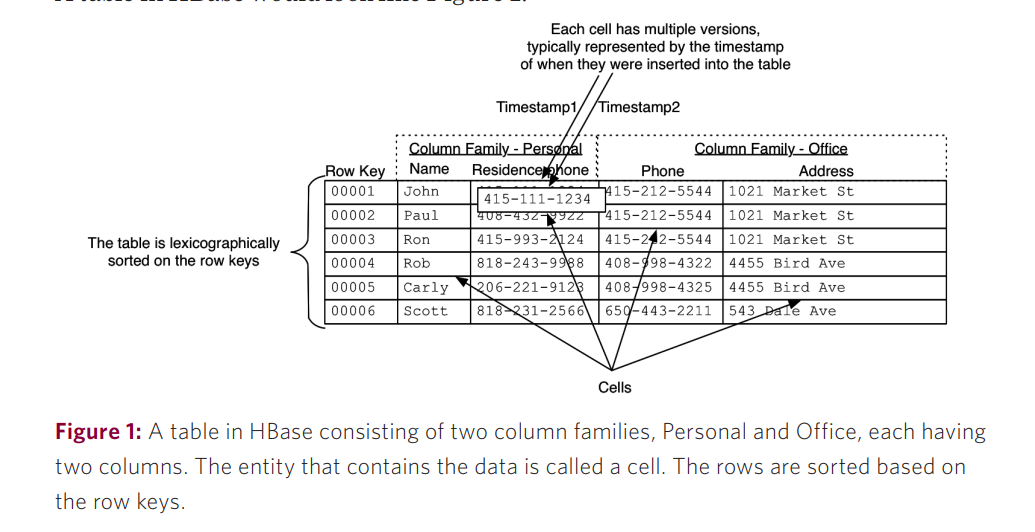 Each cell has multiple versions,
typically represented by the timestamp
of when they were inserted into the table
Timestamp1 Timestamp2
Column Family - Personal Column Family - Office
Row Key Name Residence phone Phone Address
00001 John 415-111-1234 415-212-5544 1021 Market St
00002 Paul 408-432-9922 415-212-5544 1021 Market St
00003 Ron 415-993-2124 415-212-5544 1021 Market St
The table is lexicographically
sorted on the row keys
00004 Rob 818-243-9988 408-998-4322 4455 Bird Ave
00005 Carly 206-221-9123 408-998-4325 4455 Bird Ave
00006 Scott 818-231-2566 650-443-2211 543 Dale Ave
Cells
Figure 1: A table in HBase consisting of two column families, Personal and Office, each having
two columns. The entity that contains the data is called a cell. The rows are sorted based on
the row keys.